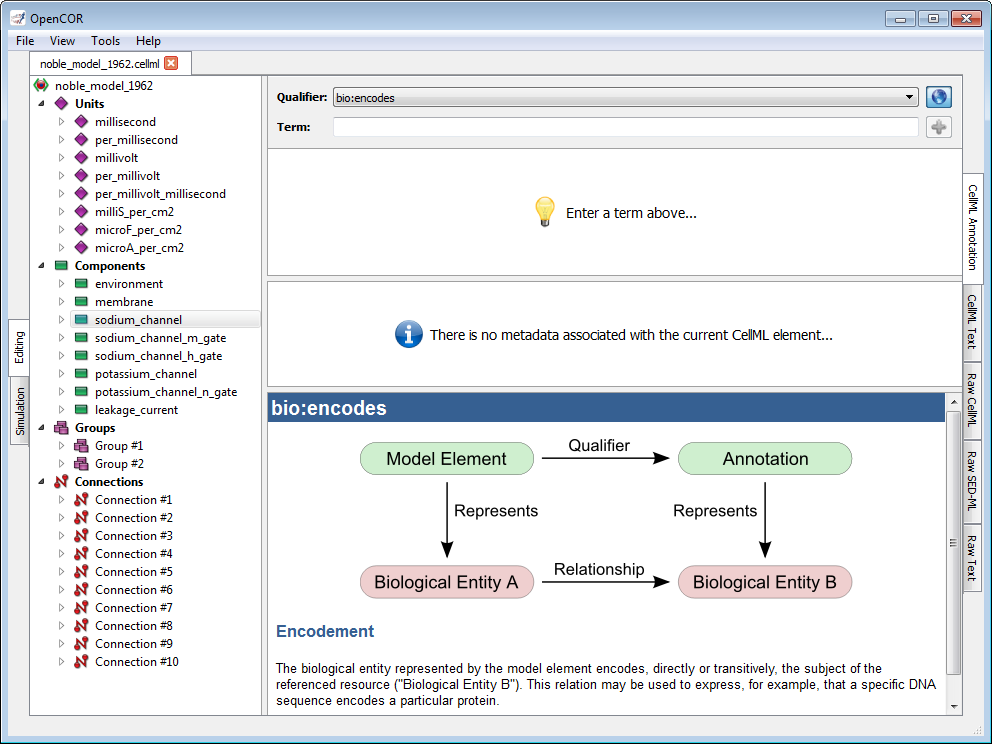 OpenCOR
File View Tools Help
noble_model_1962.cellml
Editing
Simulation
noble_model_1962
Units
millisecond
per_millisecond
millivolt
per_millivolt
per_millivolt_millisecond
milliS_per_cm2
microF_per_cm2
microA_per_cm2
Components
environment
membrane
sodium_channel
sodium_channel_m_gate
sodium_channel_h_gate
potassium_channel
potassium_channel_n_gate
leakage_current
Groups
Group #1
Group #2
Connections
Connection #1
Connection #2
Connection #3
Connection #4
Connection #5
Connection #6
Connection #7
Connection #8
Connection #9
Connection #10
Qualifier: bio:encodes
Term:
Enter a term above...
There is no metadata associated with the current CellML element...
bio:encodes
Model Element Qualifier Annotation
Represents Represents
Biological Entity A Relationship Biological Entity B
Encodement
The biological entity represented by the model element encodes, directly or transitively, the subject of the
referenced resource ("Biological Entity B"). This relation may be used to express, for example, that a specific DNA
sequence encodes a particular protein.
CellML Annotation
CellML Text
Raw CellML
Raw SED-ML
Raw Text